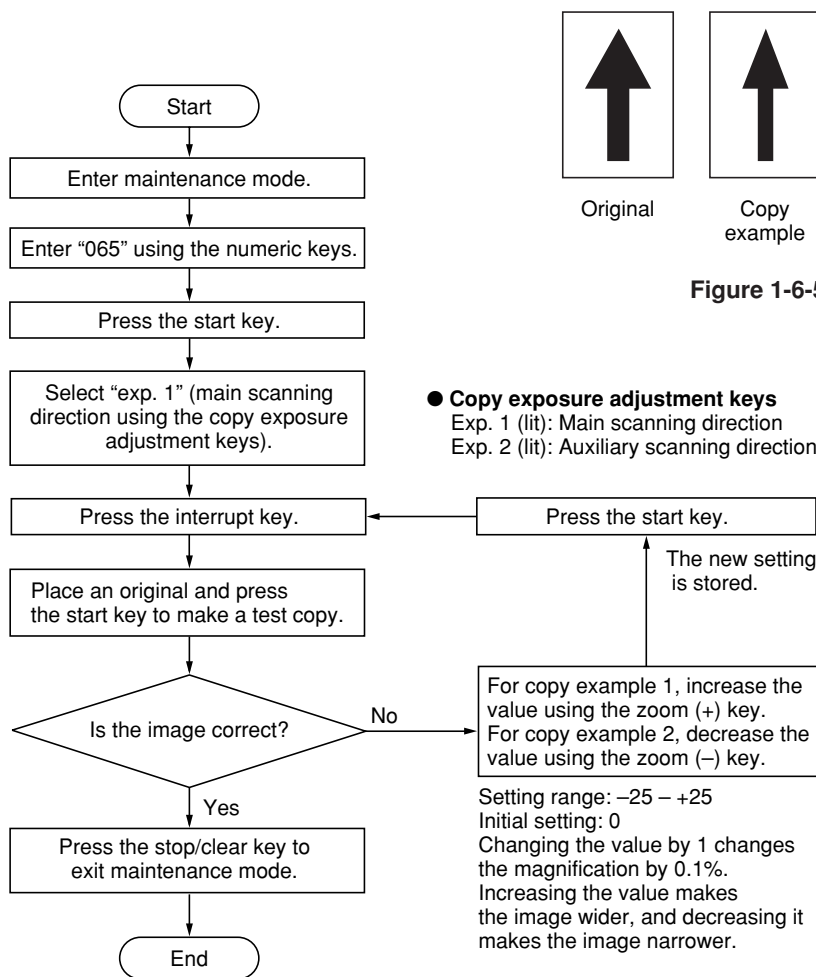 Start
Enter maintenance mode.
Enter “065” using the numeric keys.
Press the start key.
Select “exp. 1” (main scanning
direction using the copy exposure
adjustment keys).
Press the interrupt key.
Place an original and press
the start key to make a test copy.
Is the image correct?
No
Yes
Press the stop/clear key to
exit maintenance mode.
End
Original
Copy
example
Figure 1-6-5
● Copy exposure adjustment keys
Exp. 1 (lit): Main scanning direction
Exp. 2 (lit): Auxiliary scanning direction
Press the start key.
The new setting
is stored.
For copy example 1, increase the
value using the zoom (+) key.
For copy example 2, decrease the
value using the zoom (–) key.
Setting range: –25 – +25
Initial setting: 0
Changing the value by 1 changes
the magnification by 0.1%.
Increasing the value makes
the image wider, and decreasing it
makes the image narrower.